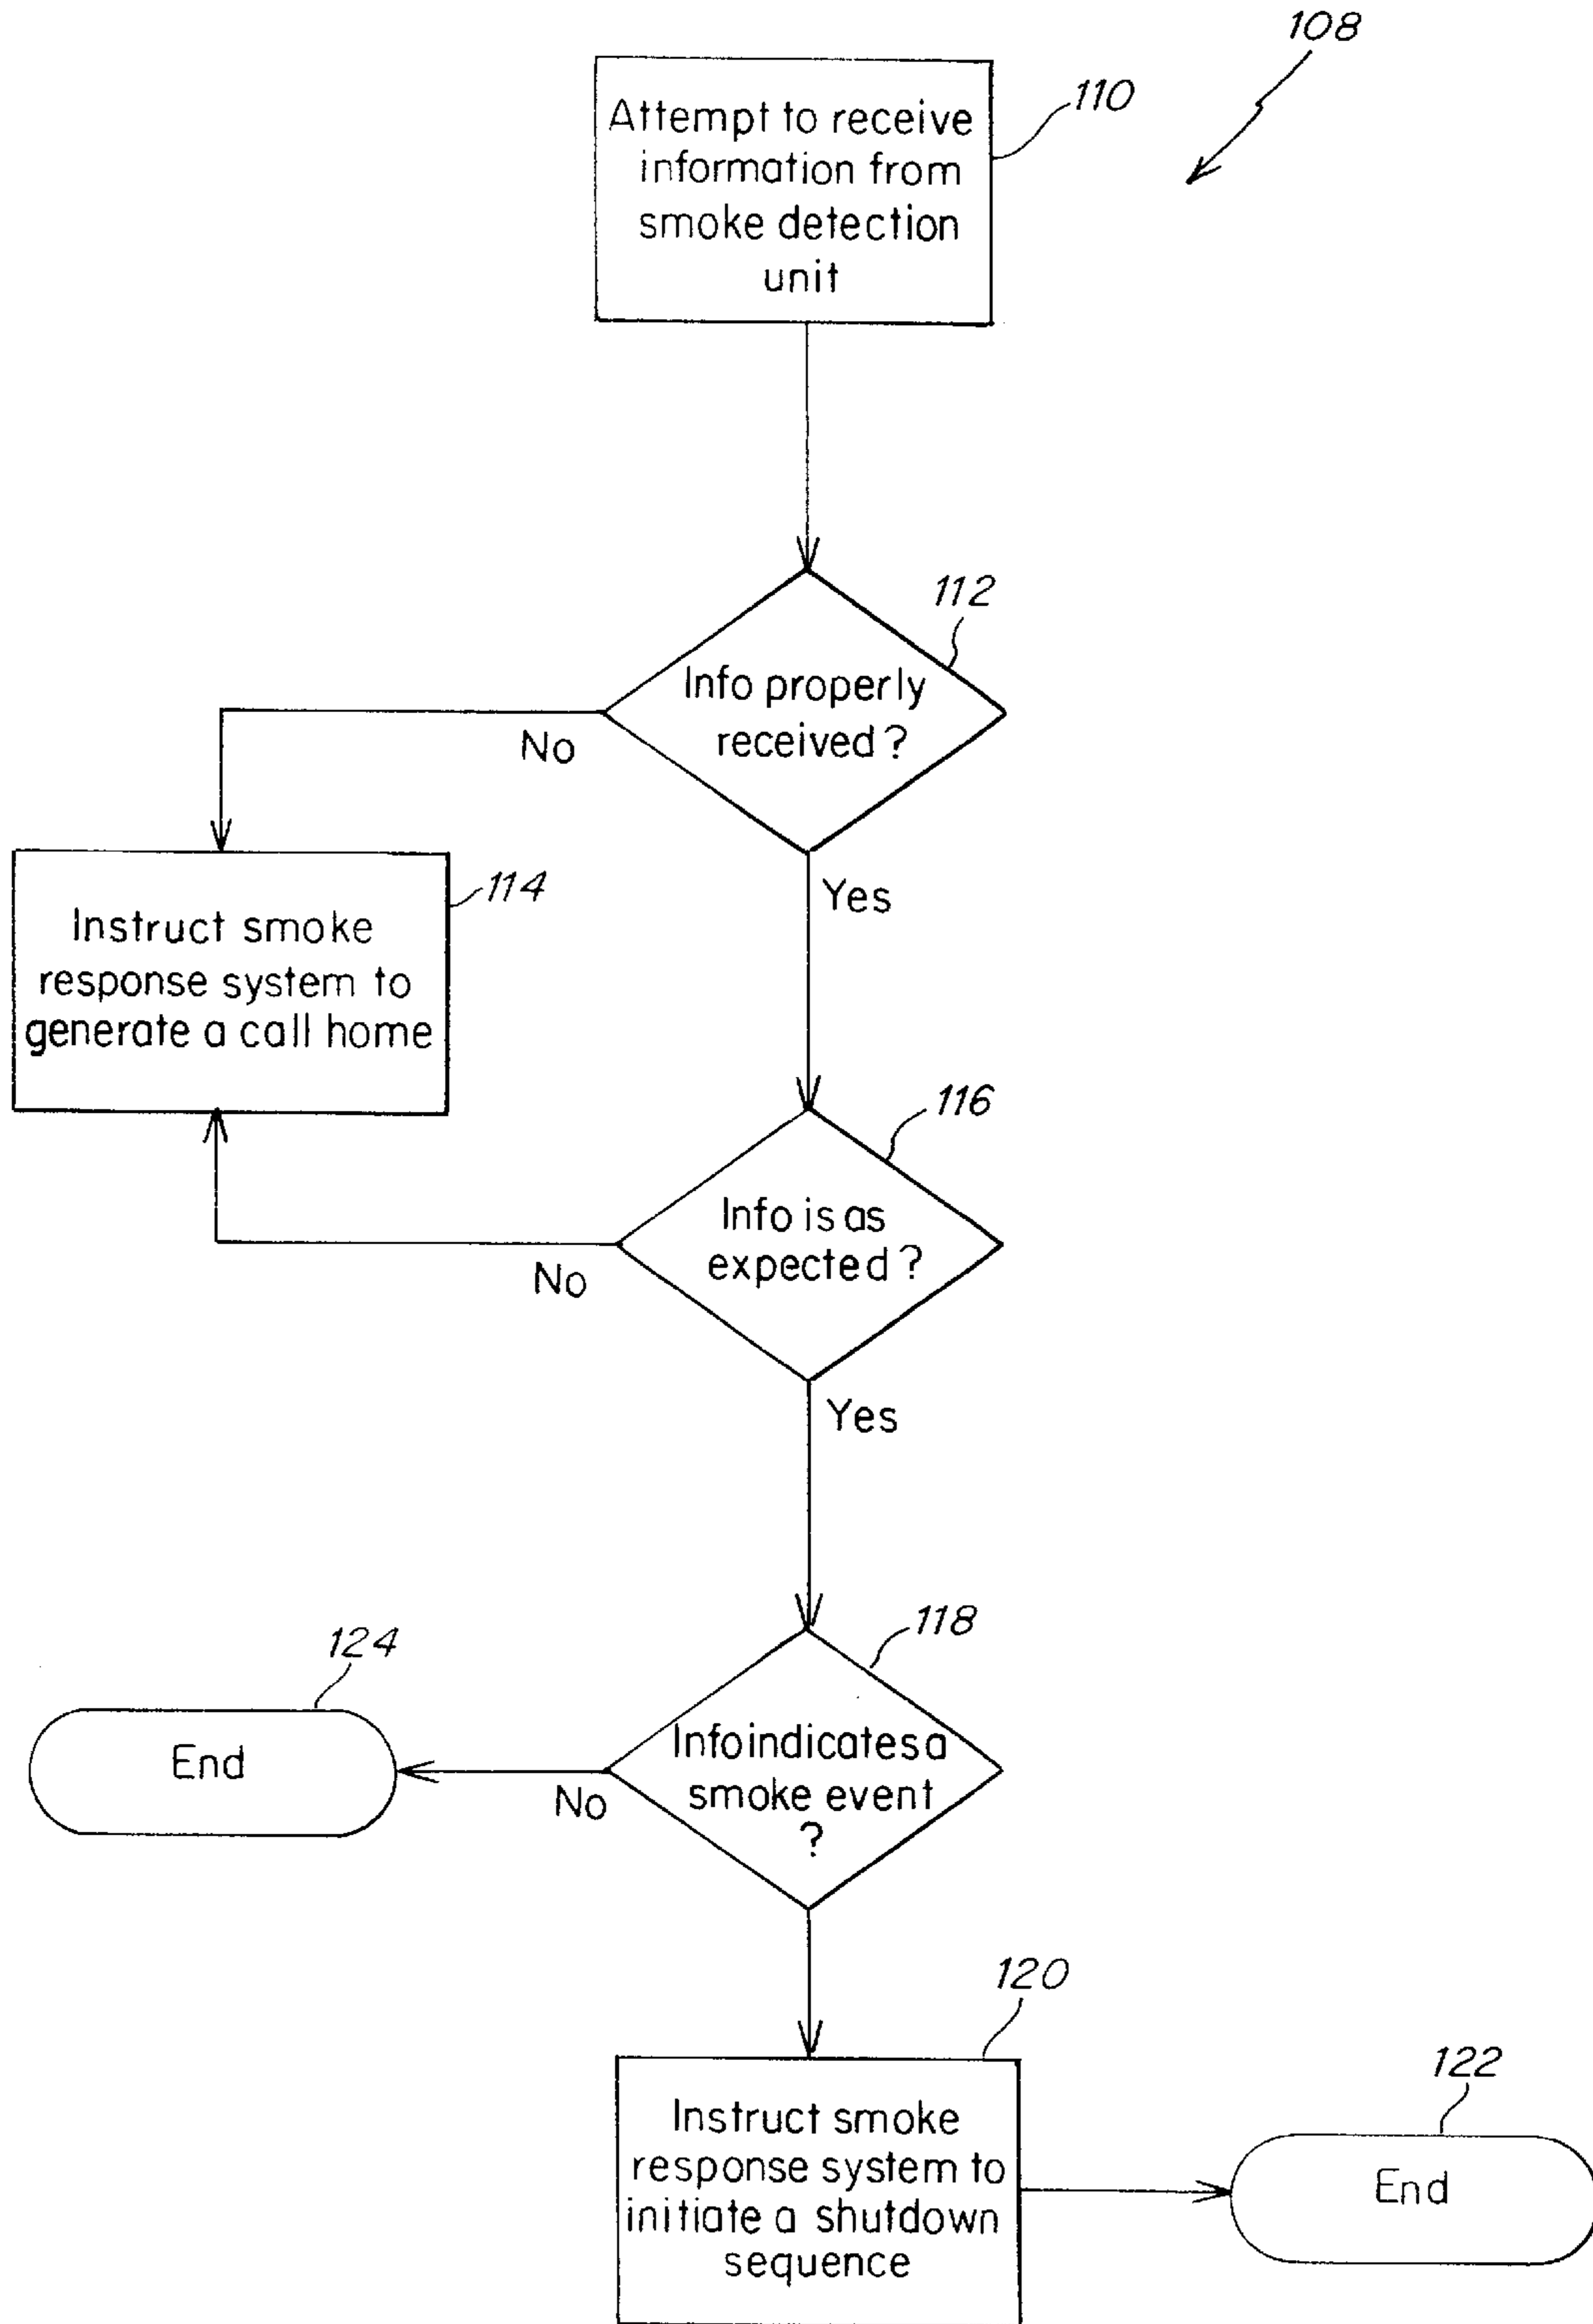 108
Attempt to receive
information from
smoke detection
unit
110
112
Info properly
received?
No
Yes
114
Instruct smoke
response system to
generate a call home
116
Info is as
expected?
No
Yes
118
124
End
Info indicates a
smoke event
?
No
120
Instruct smoke
response system to
initiate a shutdown
sequence
122
End